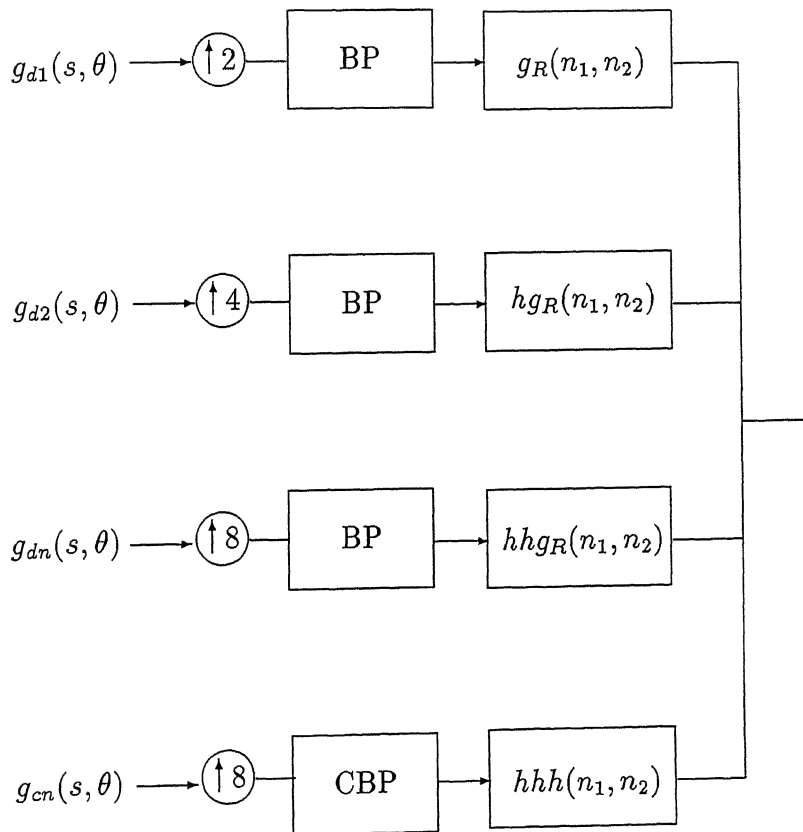 g_{d1}(s, θ) ↑2 BP g_R(n_1, n_2)
g_{d2}(s, θ) ↑4 BP hg_R(n_1, n_2)
g_{dn}(s, θ) ↑8 BP hhg_R(n_1, n_2)
g_{cn}(s, θ) ↑8 CBP hhh(n_1, n_2)